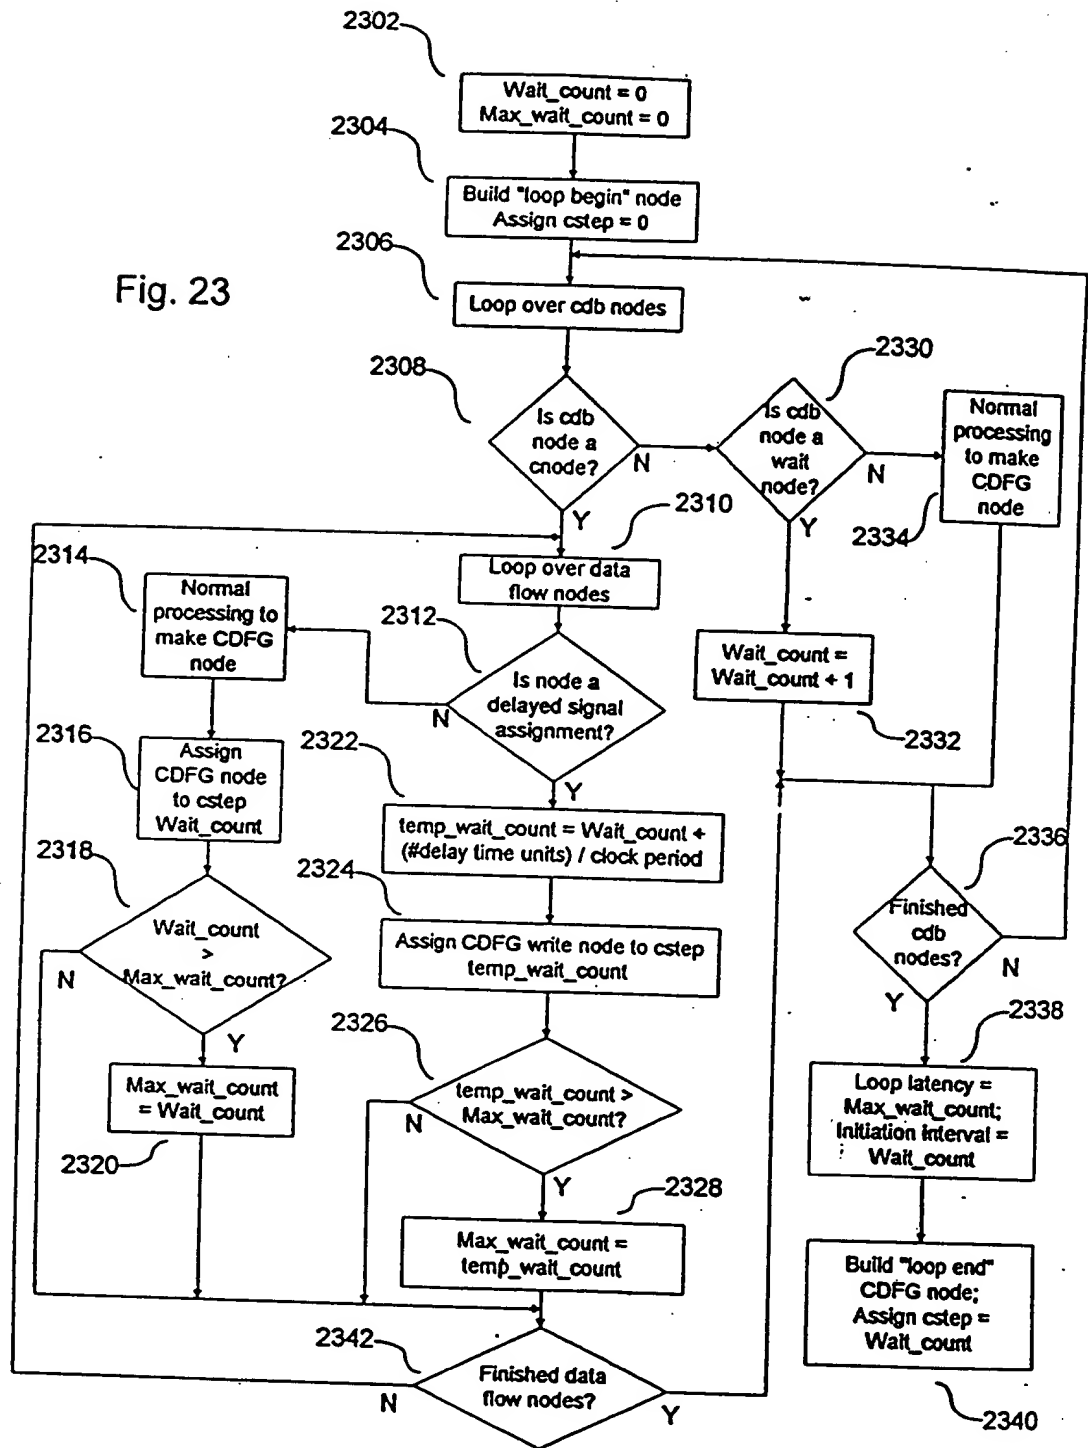 2302
Wait_count = 0
Max_wait_count = 0
2304
Build "loop begin" node
Assign cstep = 0
2306
Fig. 23
Loop over cdb nodes
2308
Is cdb
node a
cnode?
N
Y
2330
Is cdb
node a
wait
node?
N
Y
Normal
processing
to make
CDFG
node
2334
2310
Loop over data
flow nodes
2314
Normal
processing to
make CDFG
node
2312
Is node a
delayed signal
assignment?
N
Y
Wait_count =
Wait_count + 1
2332
2316
Assign
CDFG node
to cstep
Wait_count
2322
temp_wait_count = Wait_count +
(#delay time units) / clock period
2318
Wait_count
>
Max_wait_count?
N
Y
2324
Assign CDFG write node to cstep
temp_wait_count
2336
Finished
cdb
nodes?
N
Y
2326
temp_wait_count >
Max_wait_count?
N
Y
2338
Loop latency =
Max_wait_count;
Initiation interval =
Wait_count
Max_wait_count
= Wait_count
2320
2328
Max_wait_count =
temp_wait_count
Build "loop end"
CDFG node;
Assign cstep =
Wait_count
2340
2342
Finished data
flow nodes?
N
Y